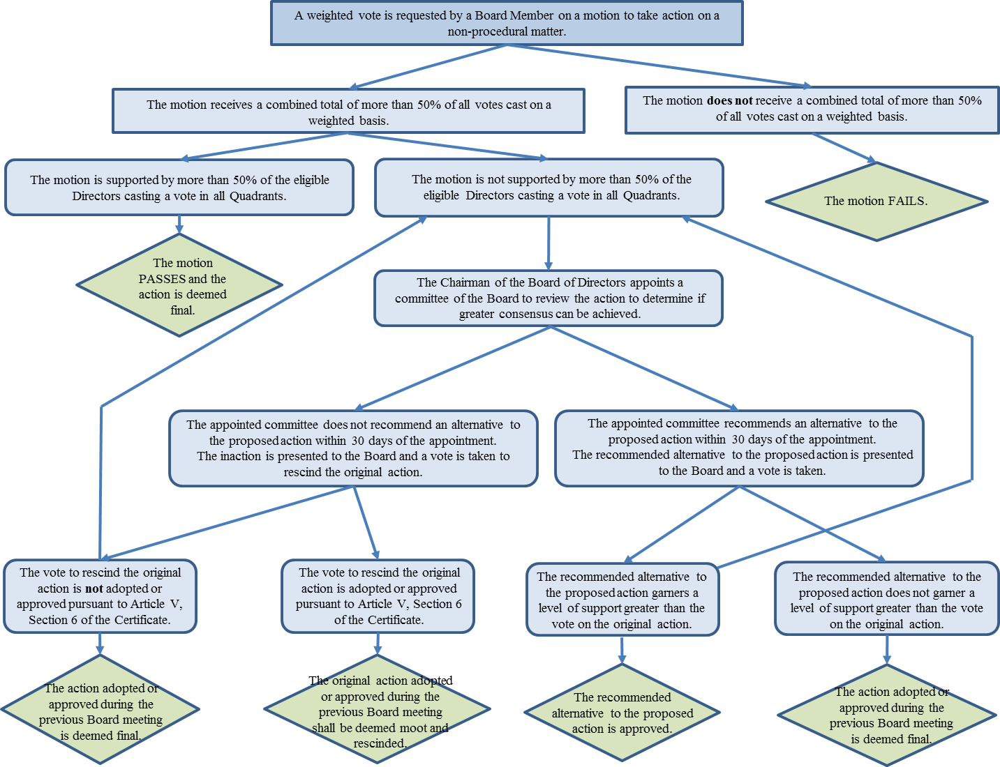 A weighted vote is requested by a Board Member on a motion to take action on a
non-procedural matter.
The motion receives a combined total of more than 50% of all votes cast on a
weighted basis.
The motion does not receive a combined total of more than 50%
of all votes cast on a weighted basis.
The motion is supported by more than 50% of the eligible
Directors casting a vote in all Quadrants.
The motion is not supported by more than 50% of the
eligible Directors casting a vote in all Quadrants.
The motion FAILS.
The motion
PASSES and the
action is deemed
final.
The Chairman of the Board of Directors appoints a
committee of the Board to review the action to determine if
greater consensus can be achieved.
The appointed committee does not recommend an alternative to
the proposed action within 30 days of the appointment.
The inaction is presented to the Board and a vote is taken to
rescind the original action.
The appointed committee recommends an alternative to the
proposed action within 30 days of the appointment.
The recommended alternative to the proposed action is presented
to the Board and a vote is taken.
The vote to rescind the original
action is not adopted or
approved pursuant to Article V,
Section 6 of the Certificate.
The vote to rescind the original
action is adopted or approved
pursuant to Article V, Section 6
of the Certificate.
The recommended alternative to
the proposed action garners a
level of support greater than the
vote on the original action.
The recommended alternative to the
proposed action does not garner a
level of support greater than the vote
on the original action.
The action adopted or
approved during the
previous Board meeting
is deemed final.
The original action adopted
or approved during the
previous Board meeting
shall be deemed moot and
rescinded.
The recommended
alternative to the proposed
action is approved.
The action adopted or
approved during the
previous Board meeting
is deemed final.